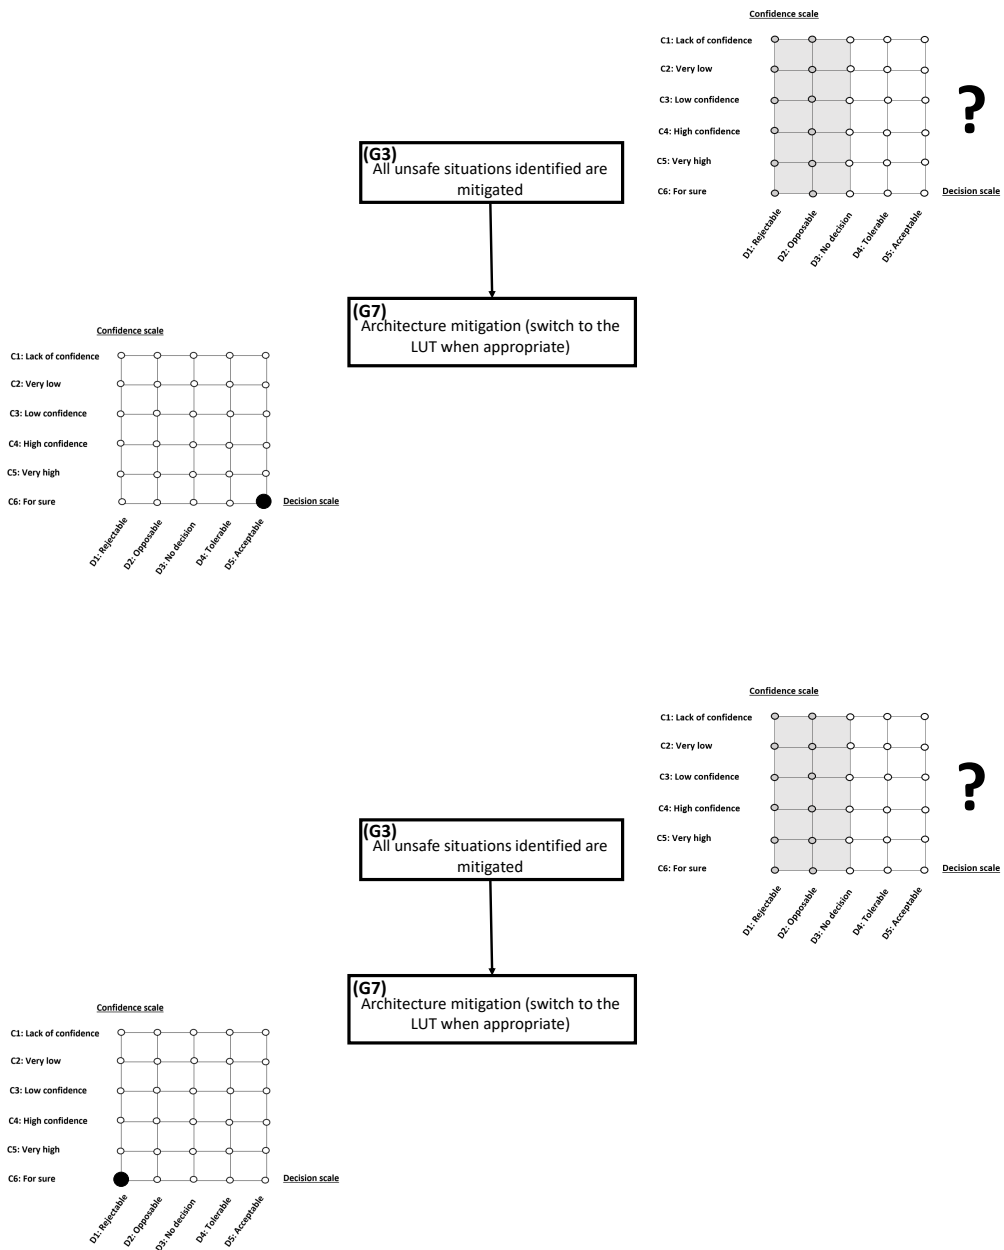 Confidence scale
C1: Lack of confidence
C2: Very low
C3: Low confidence
C4: High confidence
C5: Very high
C6: For sure
Decision scale
D1: Rejectable
D2: Opposable
D3: No decision
D4: Tolerable
D5: Acceptable
?
(G3)
All unsafe situations identified are
mitigated
(G7)
Architecture mitigation (switch to the
LUT when appropriate)
Confidence scale
C1: Lack of confidence
C2: Very low
C3: Low confidence
C4: High confidence
C5: Very high
C6: For sure
Decision scale
D1: Rejectable
D2: Opposable
D3: No decision
D4: Tolerable
D5: Acceptable
Confidence scale
C1: Lack of confidence
C2: Very low
C3: Low confidence
C4: High confidence
C5: Very high
C6: For sure
Decision scale
D1: Rejectable
D2: Opposable
D3: No decision
D4: Tolerable
D5: Acceptable
?
(G3)
All unsafe situations identified are
mitigated
(G7)
Architecture mitigation (switch to the
LUT when appropriate)
Confidence scale
C1: Lack of confidence
C2: Very low
C3: Low confidence
C4: High confidence
C5: Very high
C6: For sure
Decision scale
D1: Rejectable
D2: Opposable
D3: No decision
D4: Tolerable
D5: Acceptable